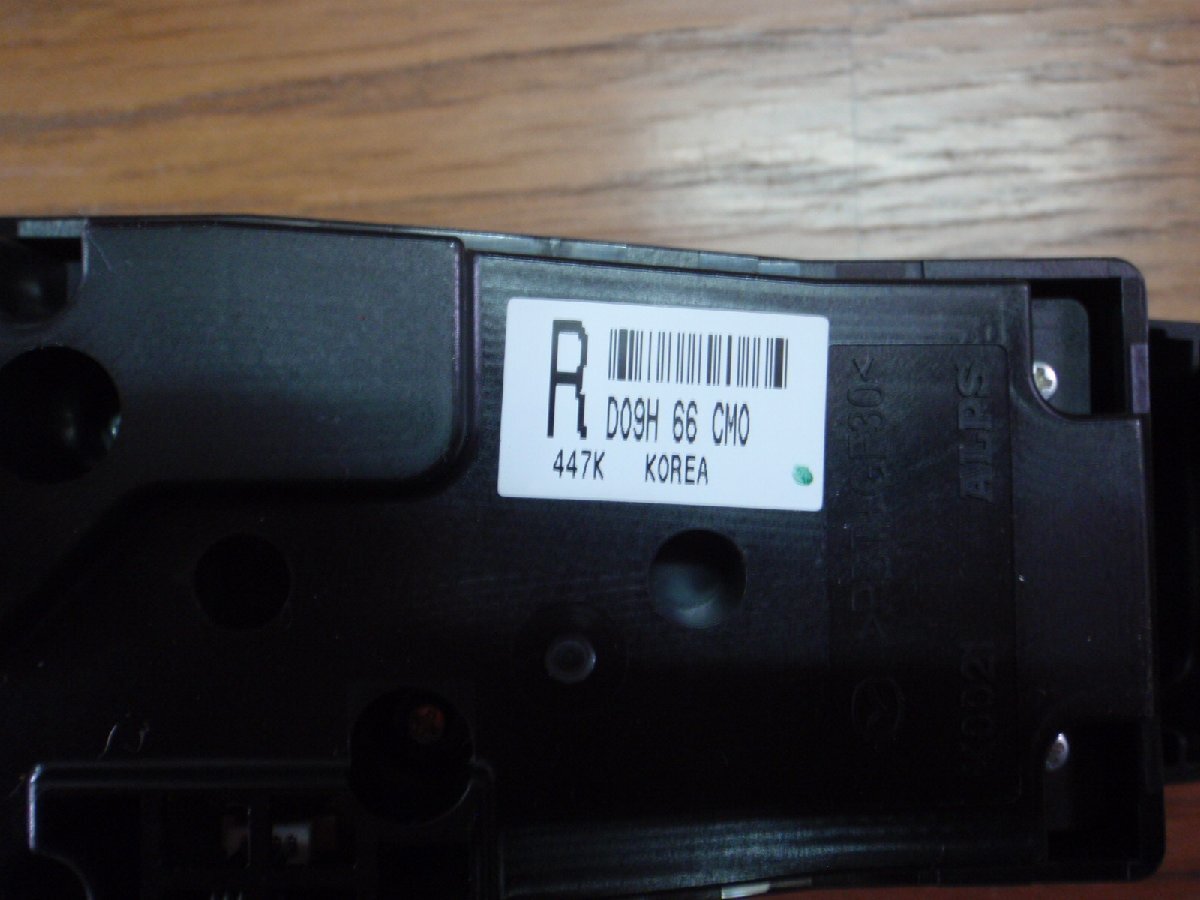 R
D09H 66 CM0
447K KOREA
ALPS